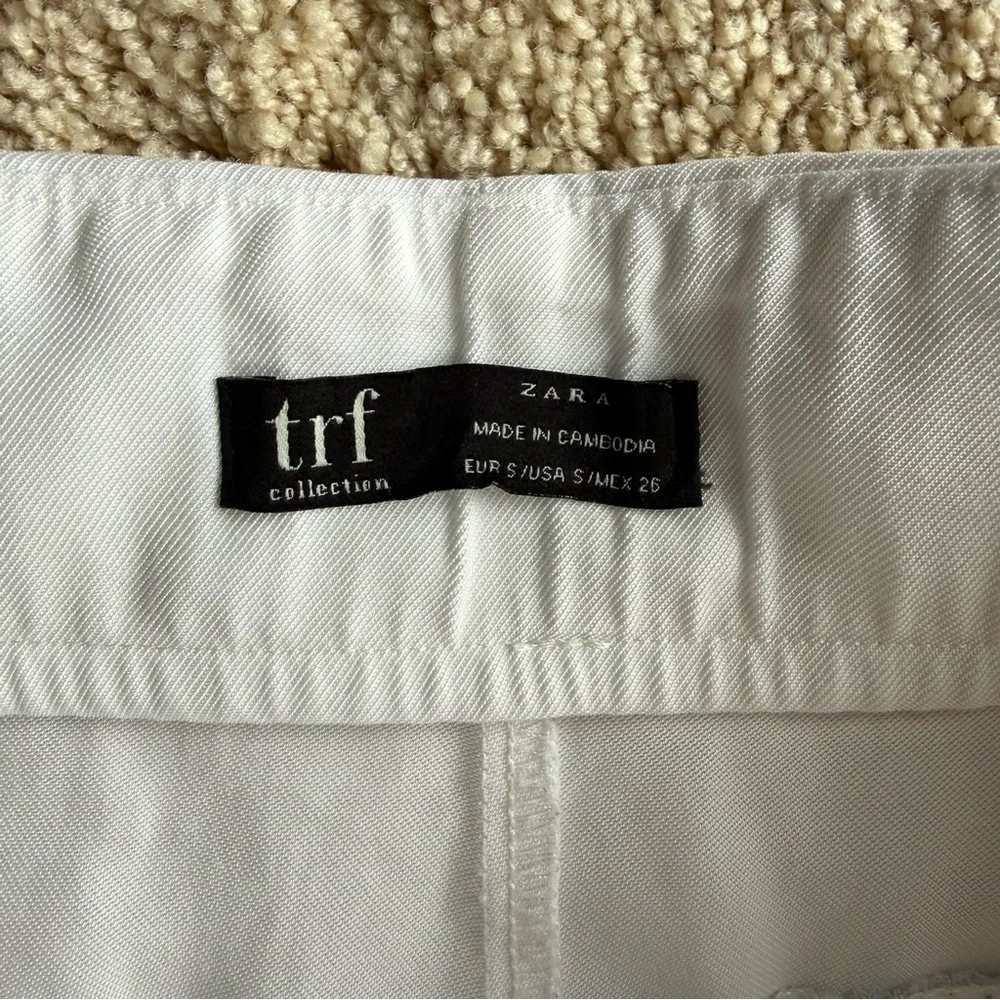 trf
collection
ZARA
MADE IN CAMBODIA
EUR S/USA S/MEX 26